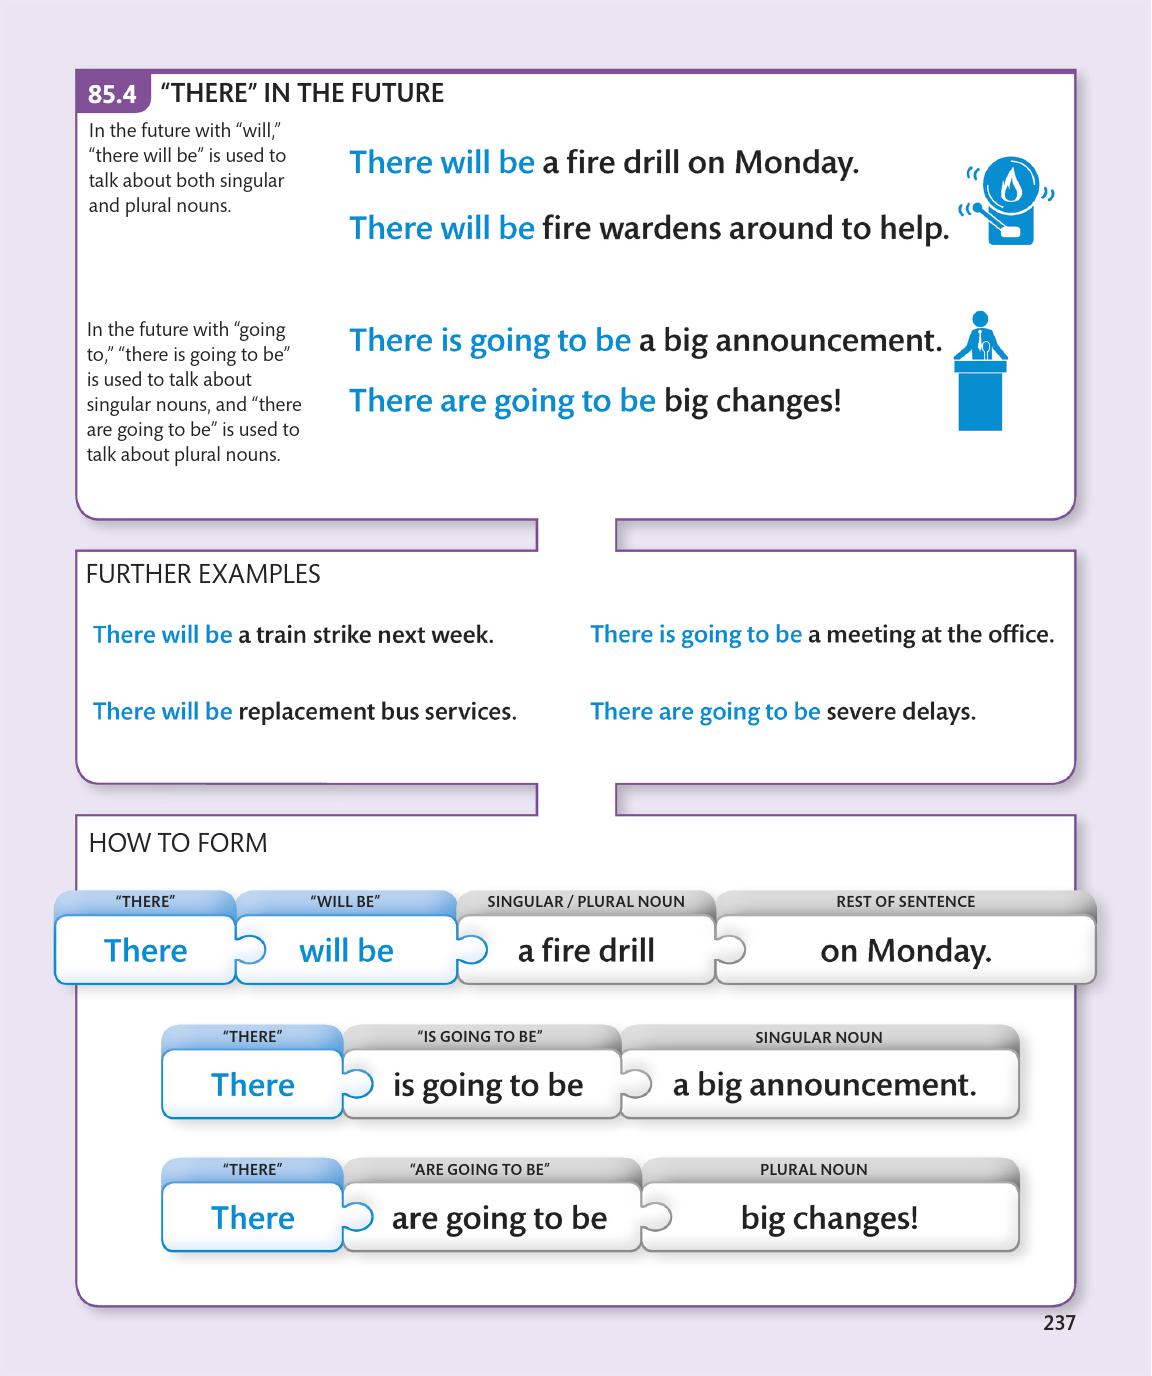 85.4 “THERE” IN THE FUTURE
In the future with “will,”
“there will be” is used to
talk about both singular
and plural nouns.
There will be a fire drill on Monday.
There will be fire wardens around to help.
In the future with “going
to,” “there is going to be”
is used to talk about
singular nouns, and “there
are going to be” is used to
talk about plural nouns.
There is going to be a big announcement.
There are going to be big changes!
FURTHER EXAMPLES
There will be a train strike next week.
There is going to be a meeting at the office.
There will be replacement bus services.
There are going to be severe delays.
HOW TO FORM
“THERE” “WILL BE” SINGULAR / PLURAL NOUN REST OF SENTENCE
There will be a fire drill on Monday.
“THERE” “IS GOING TO BE” SINGULAR NOUN
There is going to be a big announcement.
“THERE” “ARE GOING TO BE” PLURAL NOUN
There are going to be big changes!
237